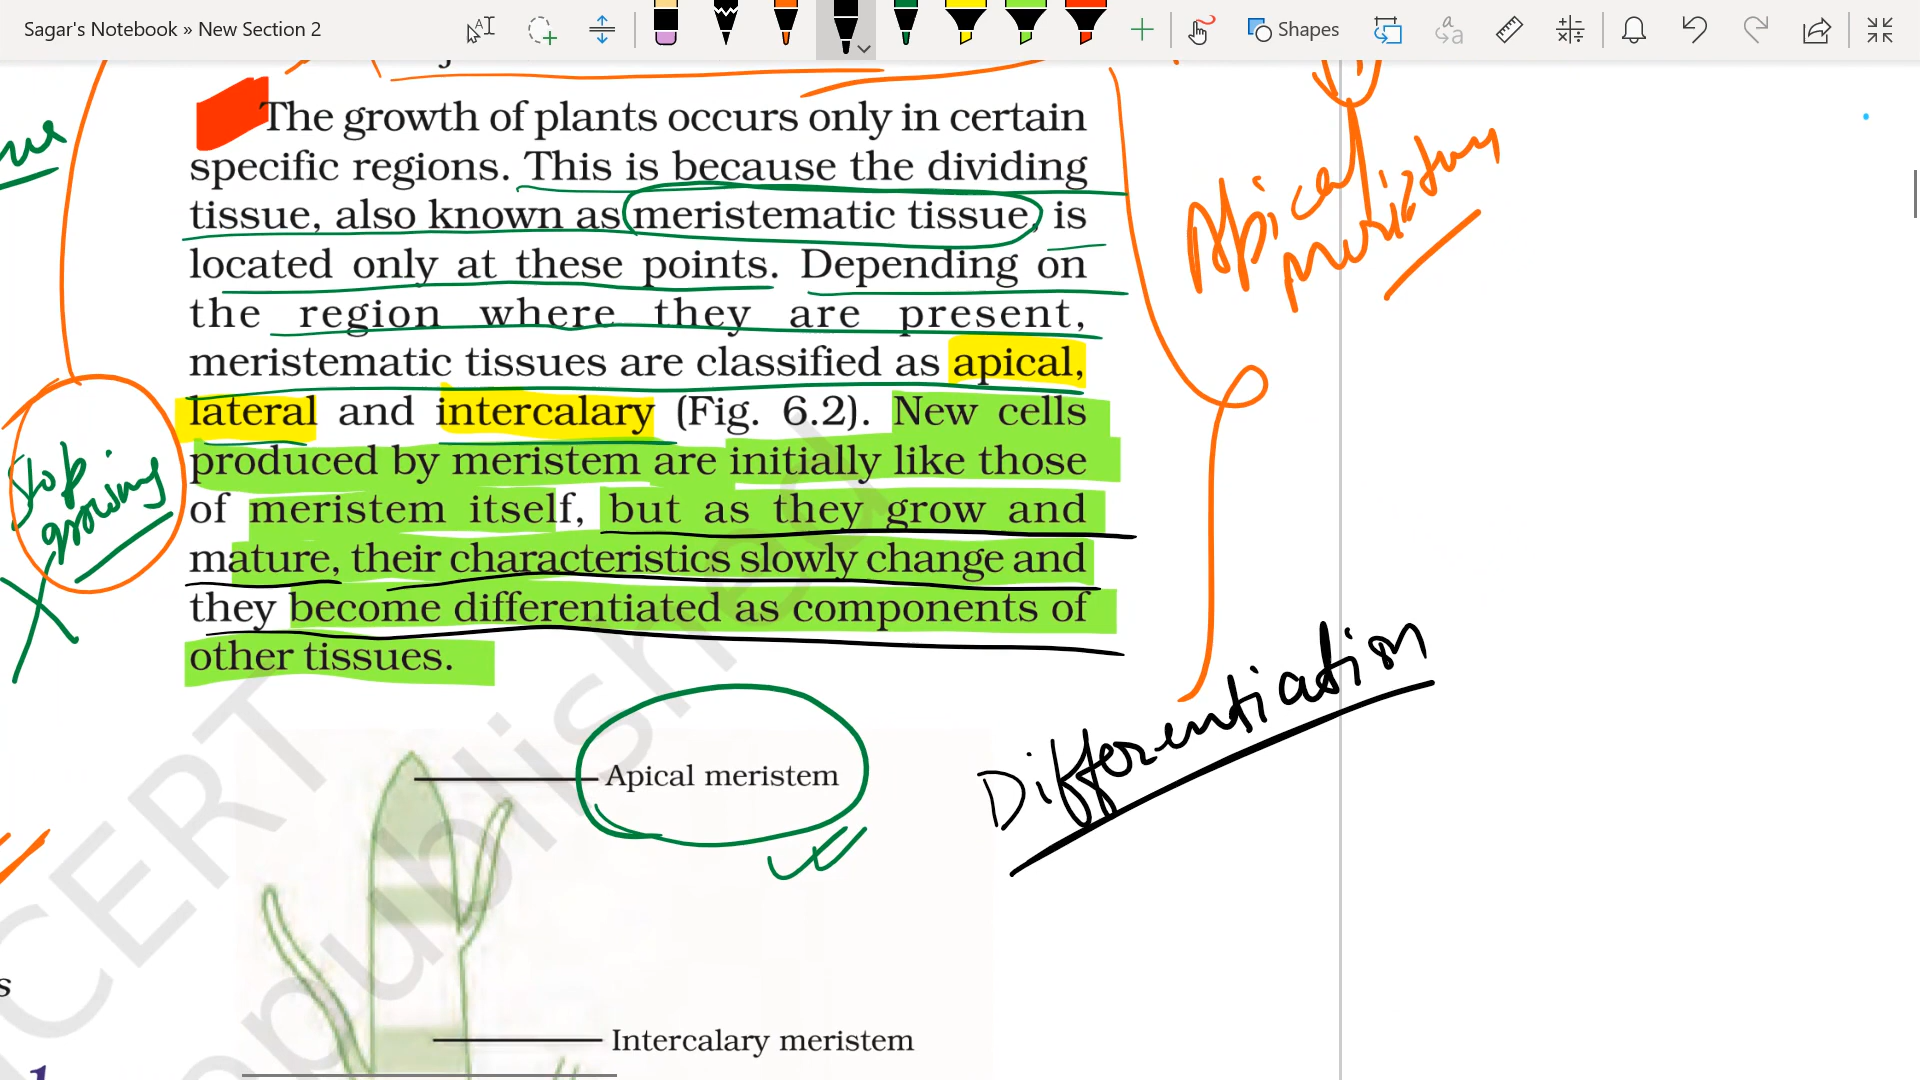 Sagar's Notebook » New Section 2
Shapes
The growth of plants occurs only in certain
specific regions. This is because the dividing
tissue, also known as meristematic tissue, is
located only at these points. Depending on
the region where they are present,
meristematic tissues are classified as apical,
lateral and intercalary (Fig. 6.2). New cells
produced by meristem are initially like those
of meristem itself, but as they grow and
mature, their characteristics slowly change and
they become differentiated as components of
other tissues.
Apical
meristem
Stop
growing
Differentiation
Apical meristem
Intercalary meristem